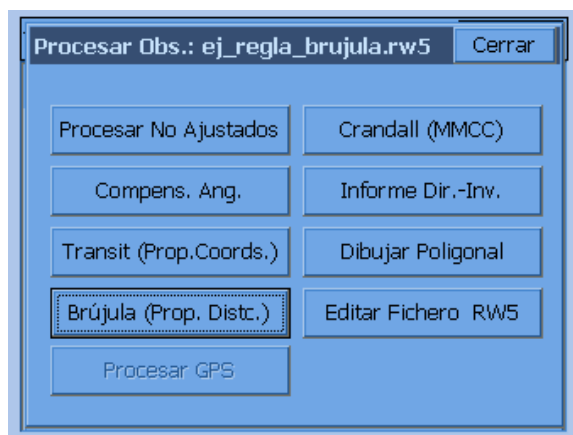 Procesar Obs.: ej_regla_brujula.rw5 Cerrar
Procesar No Ajustados Crandall (MMCC)
Compens. Ang. Informe Dir.-Inv.
Transit (Prop.Coords.) Dibujar Poligonal
Brújula (Prop. Distc.) Editar Fichero RW5
Procesar GPS